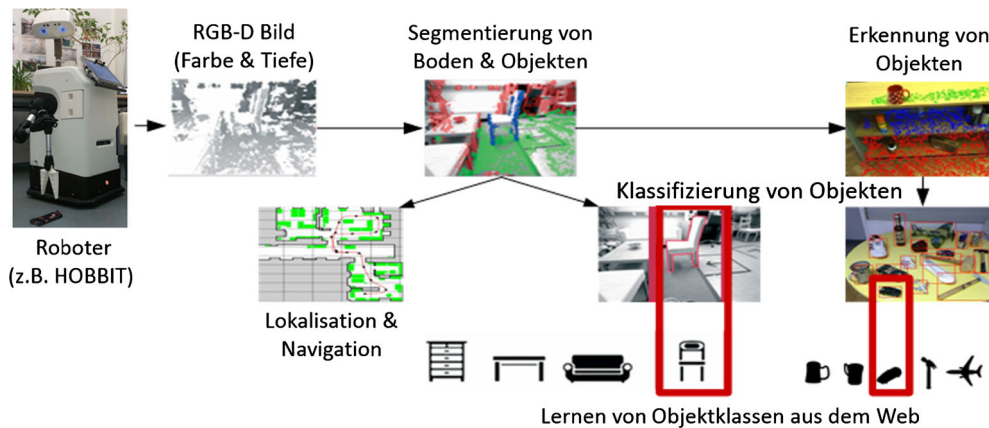 RGB-D Bild
(Farbe & Tiefe)
Segmentierung von
Boden & Objekten
Erkennung von
Objekten
Klassifizierung von Objekten
Roboter
(z.B. HOBBIT)
Lokalisation &
Navigation
Lernen von Objektklassen aus dem Web